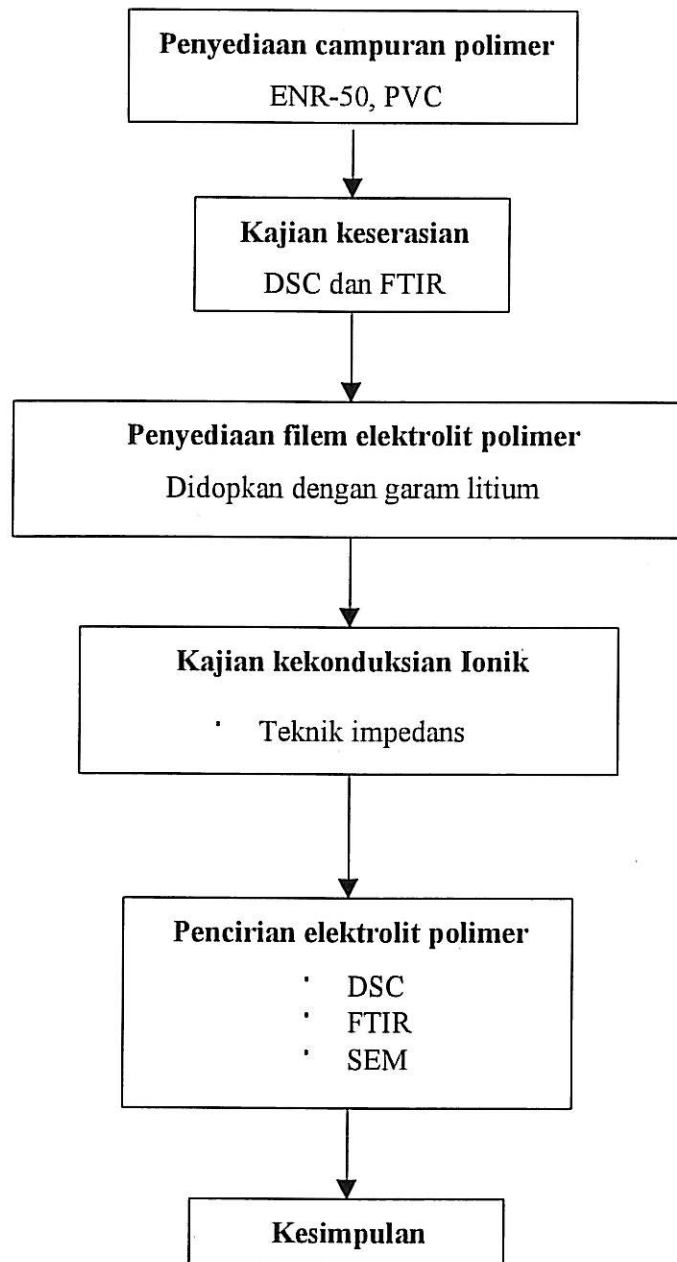 Penyediaan campuran polimer
ENR-50, PVC
Kajian keserasian
DSC dan FTIR
Penyediaan filem elektrolit polimer
Didopkan dengan garam litium
Kajian kekonduksian Ionik
· Teknik impedans
Pencirian elektrolit polimer
· DSC
· FTIR
· SEM
Kesimpulan